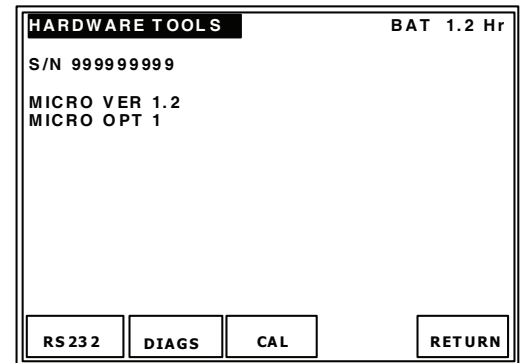 HARDWARE TOOLS BAT 1.2 Hr
S/N 999999999
MICRO VER 1.2
MICRO OPT 1
RS232 DIAGS CAL RETURN